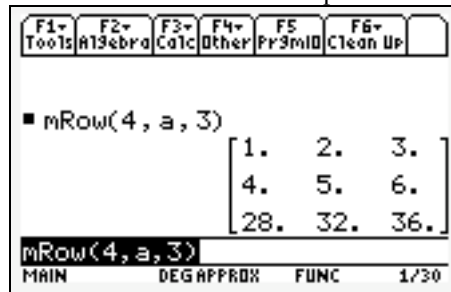 F1▾ F2▾ F3▾ F4▾ F5 F6▾
Tools Algebra Calc Other PrgmIO Clean Up
▪ mRow(4, a, 3)
[1. 2. 3.
4. 5. 6.
28. 32. 36.]
mRow(4,a,3)
MAIN DEG APPROX FUNC 1/30